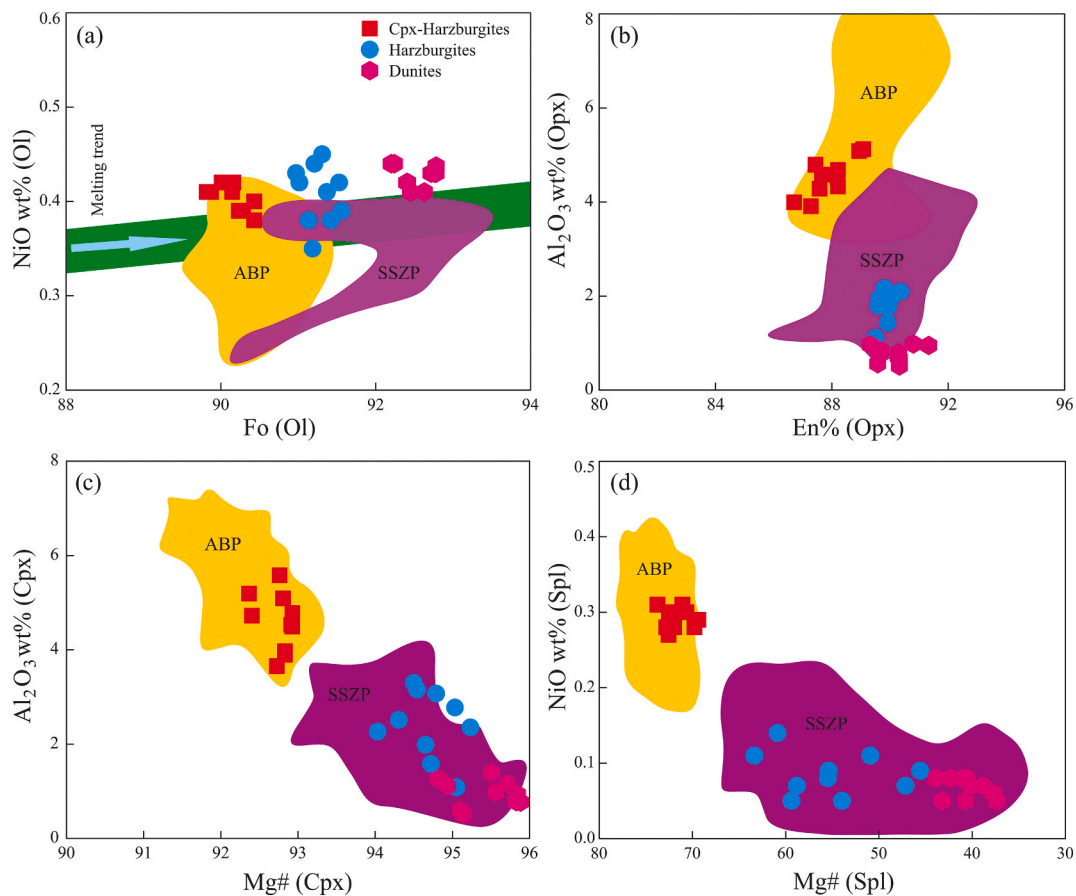 (a)
Cpx-Harzburgites
Harzburgites
Dunites
Melting trend
ABP
SSZP
NiO wt% (Ol)
0.6
0.5
0.4
0.3
0.2
88 90 92 94
Fo (Ol)
(b)
ABP
SSZP
Al₂O₃ wt% (Opx)
8
6
4
2
0
80 84 88 92 96
En% (Opx)
(c)
ABP
SSZP
Al₂O₃ wt% (Cpx)
8
6
4
2
0
90 91 92 93 94 95 96
Mg# (Cpx)
(d)
ABP
SSZP
NiO wt% (Spl)
0.5
0.4
0.3
0.2
0.1
0.0
80 70 60 50 40 30
Mg# (Spl)